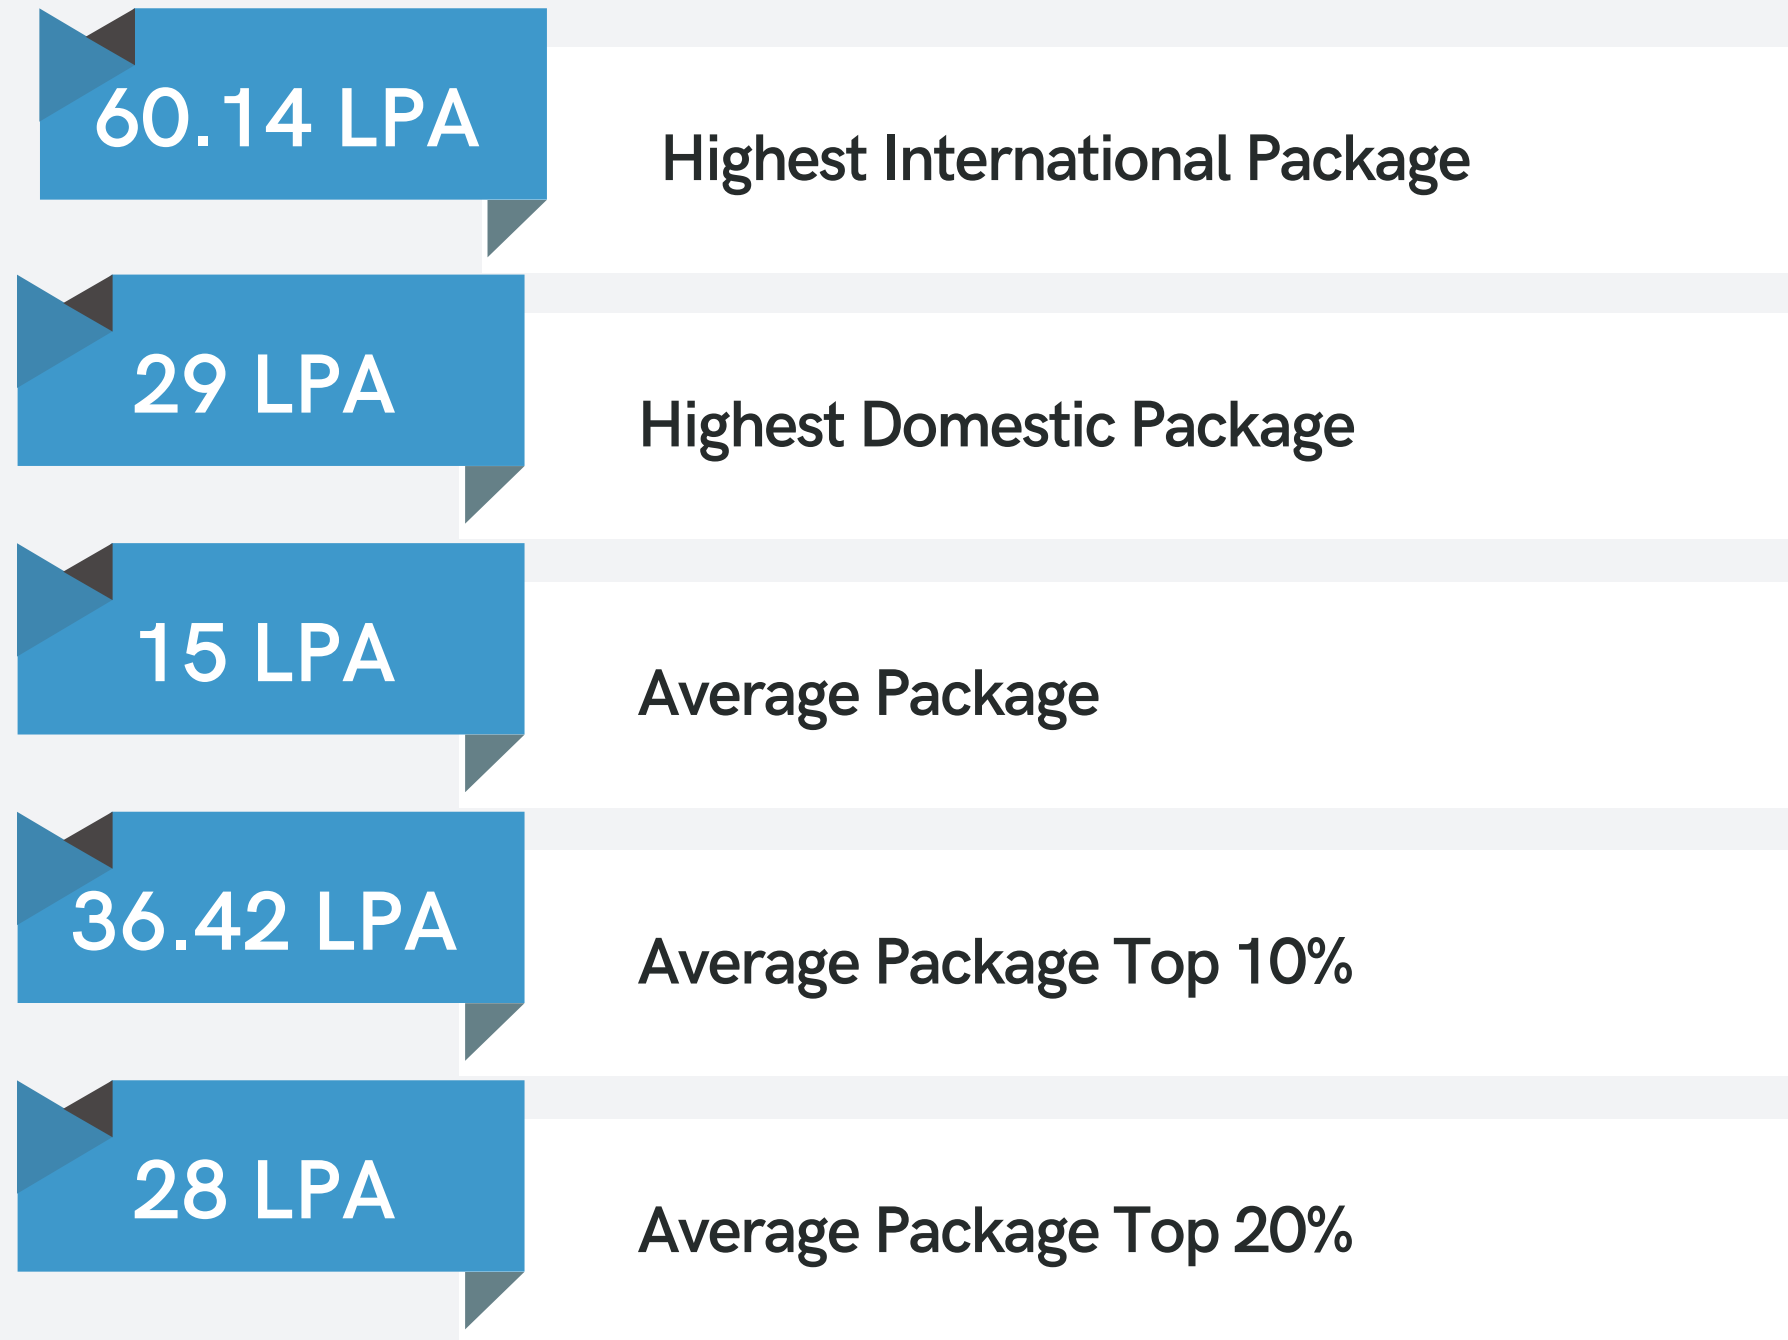 60.14 LPA
Highest International Package
29 LPA
Highest Domestic Package
15 LPA
Average Package
36.42 LPA
Average Package Top 10%
28 LPA
Average Package Top 20%